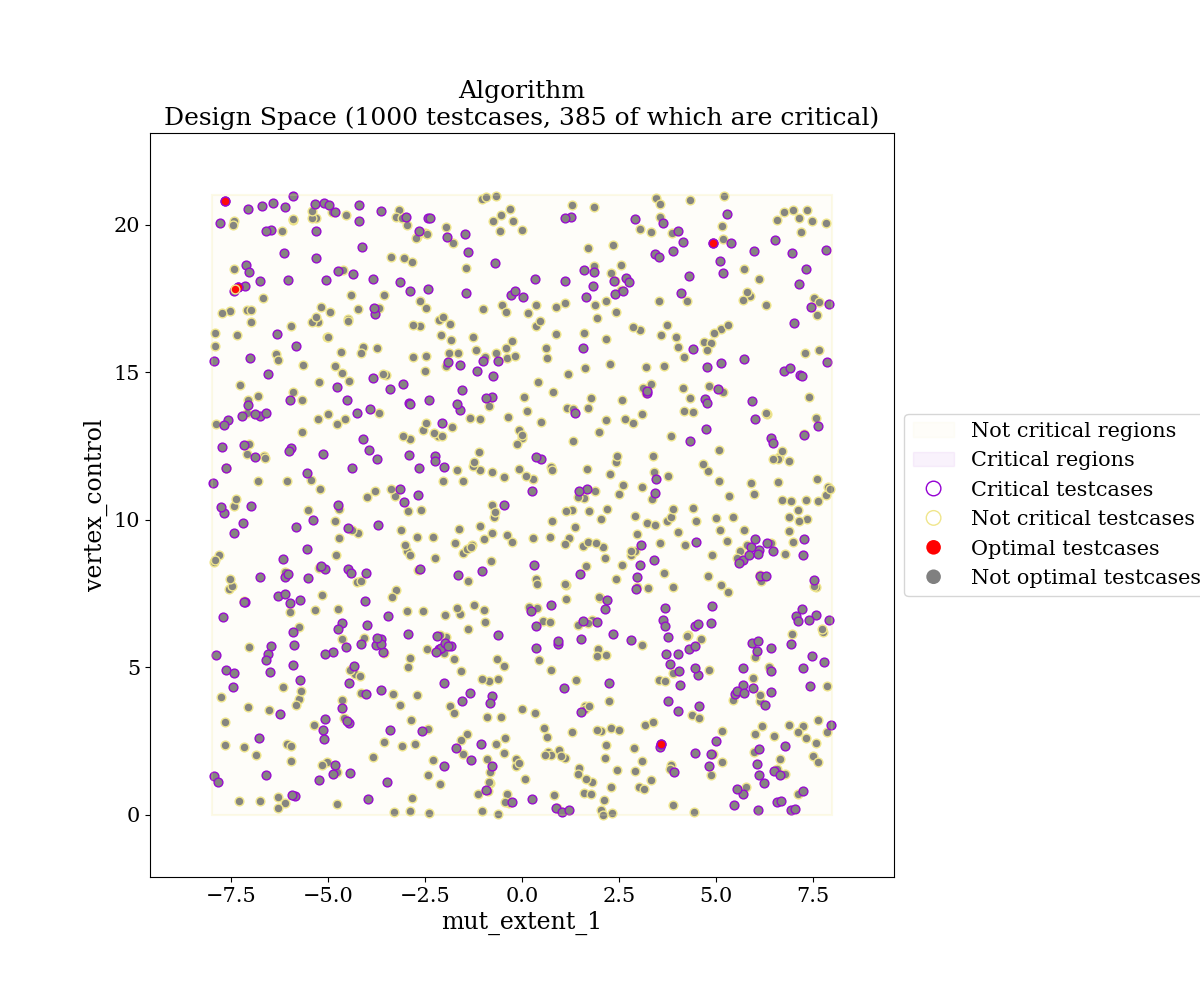 Algorithm
Design Space (1000 testcases, 385 of which are critical)
vertex_control
20
15
10
5
0
−7.5
−5.0
−2.5
0.0
2.5
5.0
7.5
mut_extent_1
Not critical regions
Critical regions
Critical testcases
Not critical testcases
Optimal testcases
Not optimal testcases